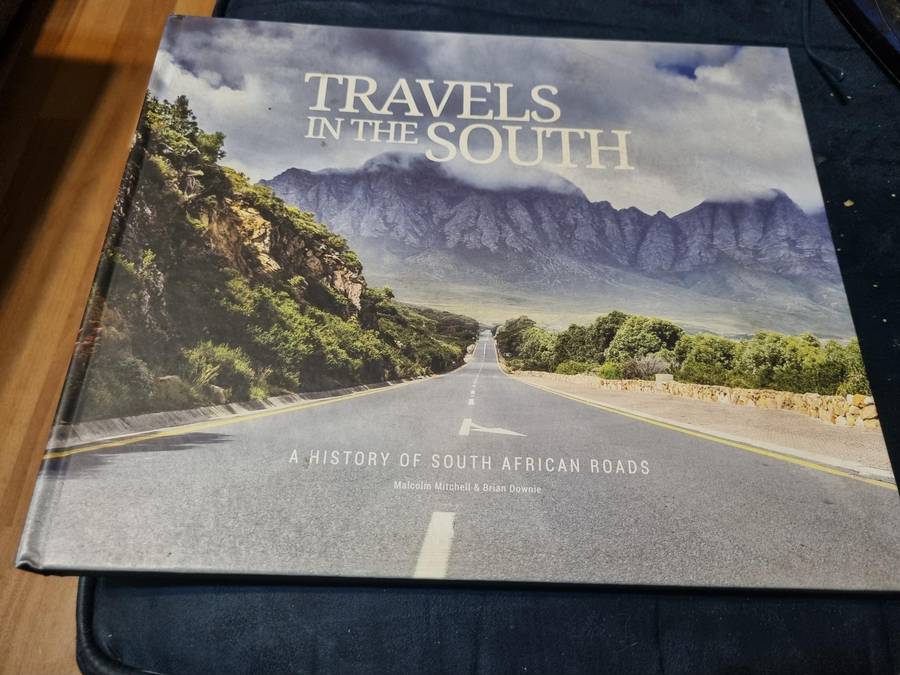 TRAVELS
IN THE SOUTH
A HISTORY OF SOUTH AFRICAN ROADS
Malcolm Mitchell & Brian Downie